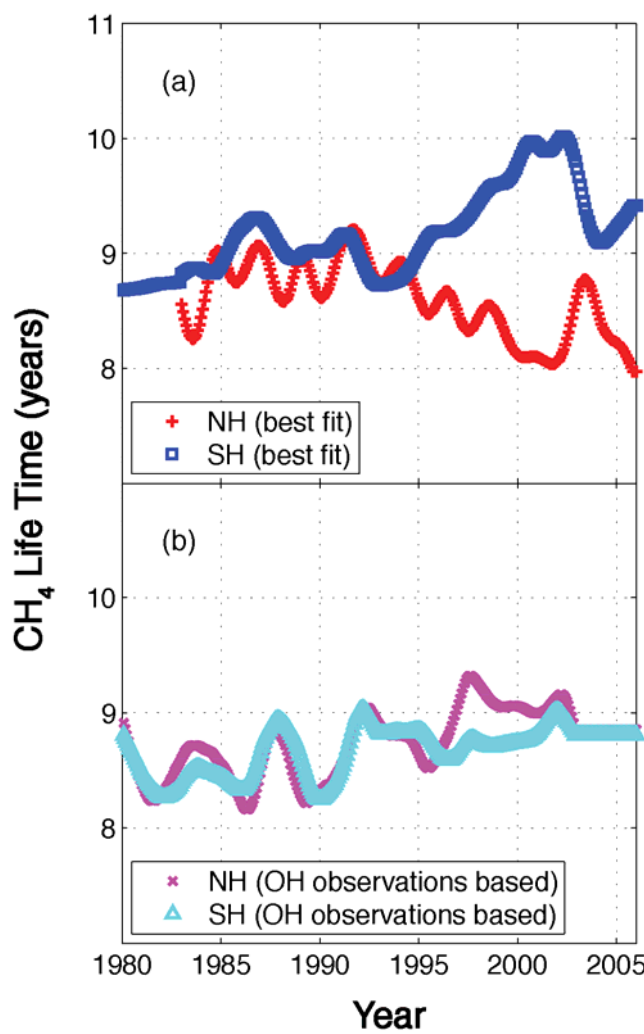 11
(a)
10
9
8
NH (best fit)
SH (best fit)
CH₄ Life Time (years)
(b)
10
9
8
NH (OH observations based)
SH (OH observations based)
1980 1985 1990 1995 2000 2005
Year